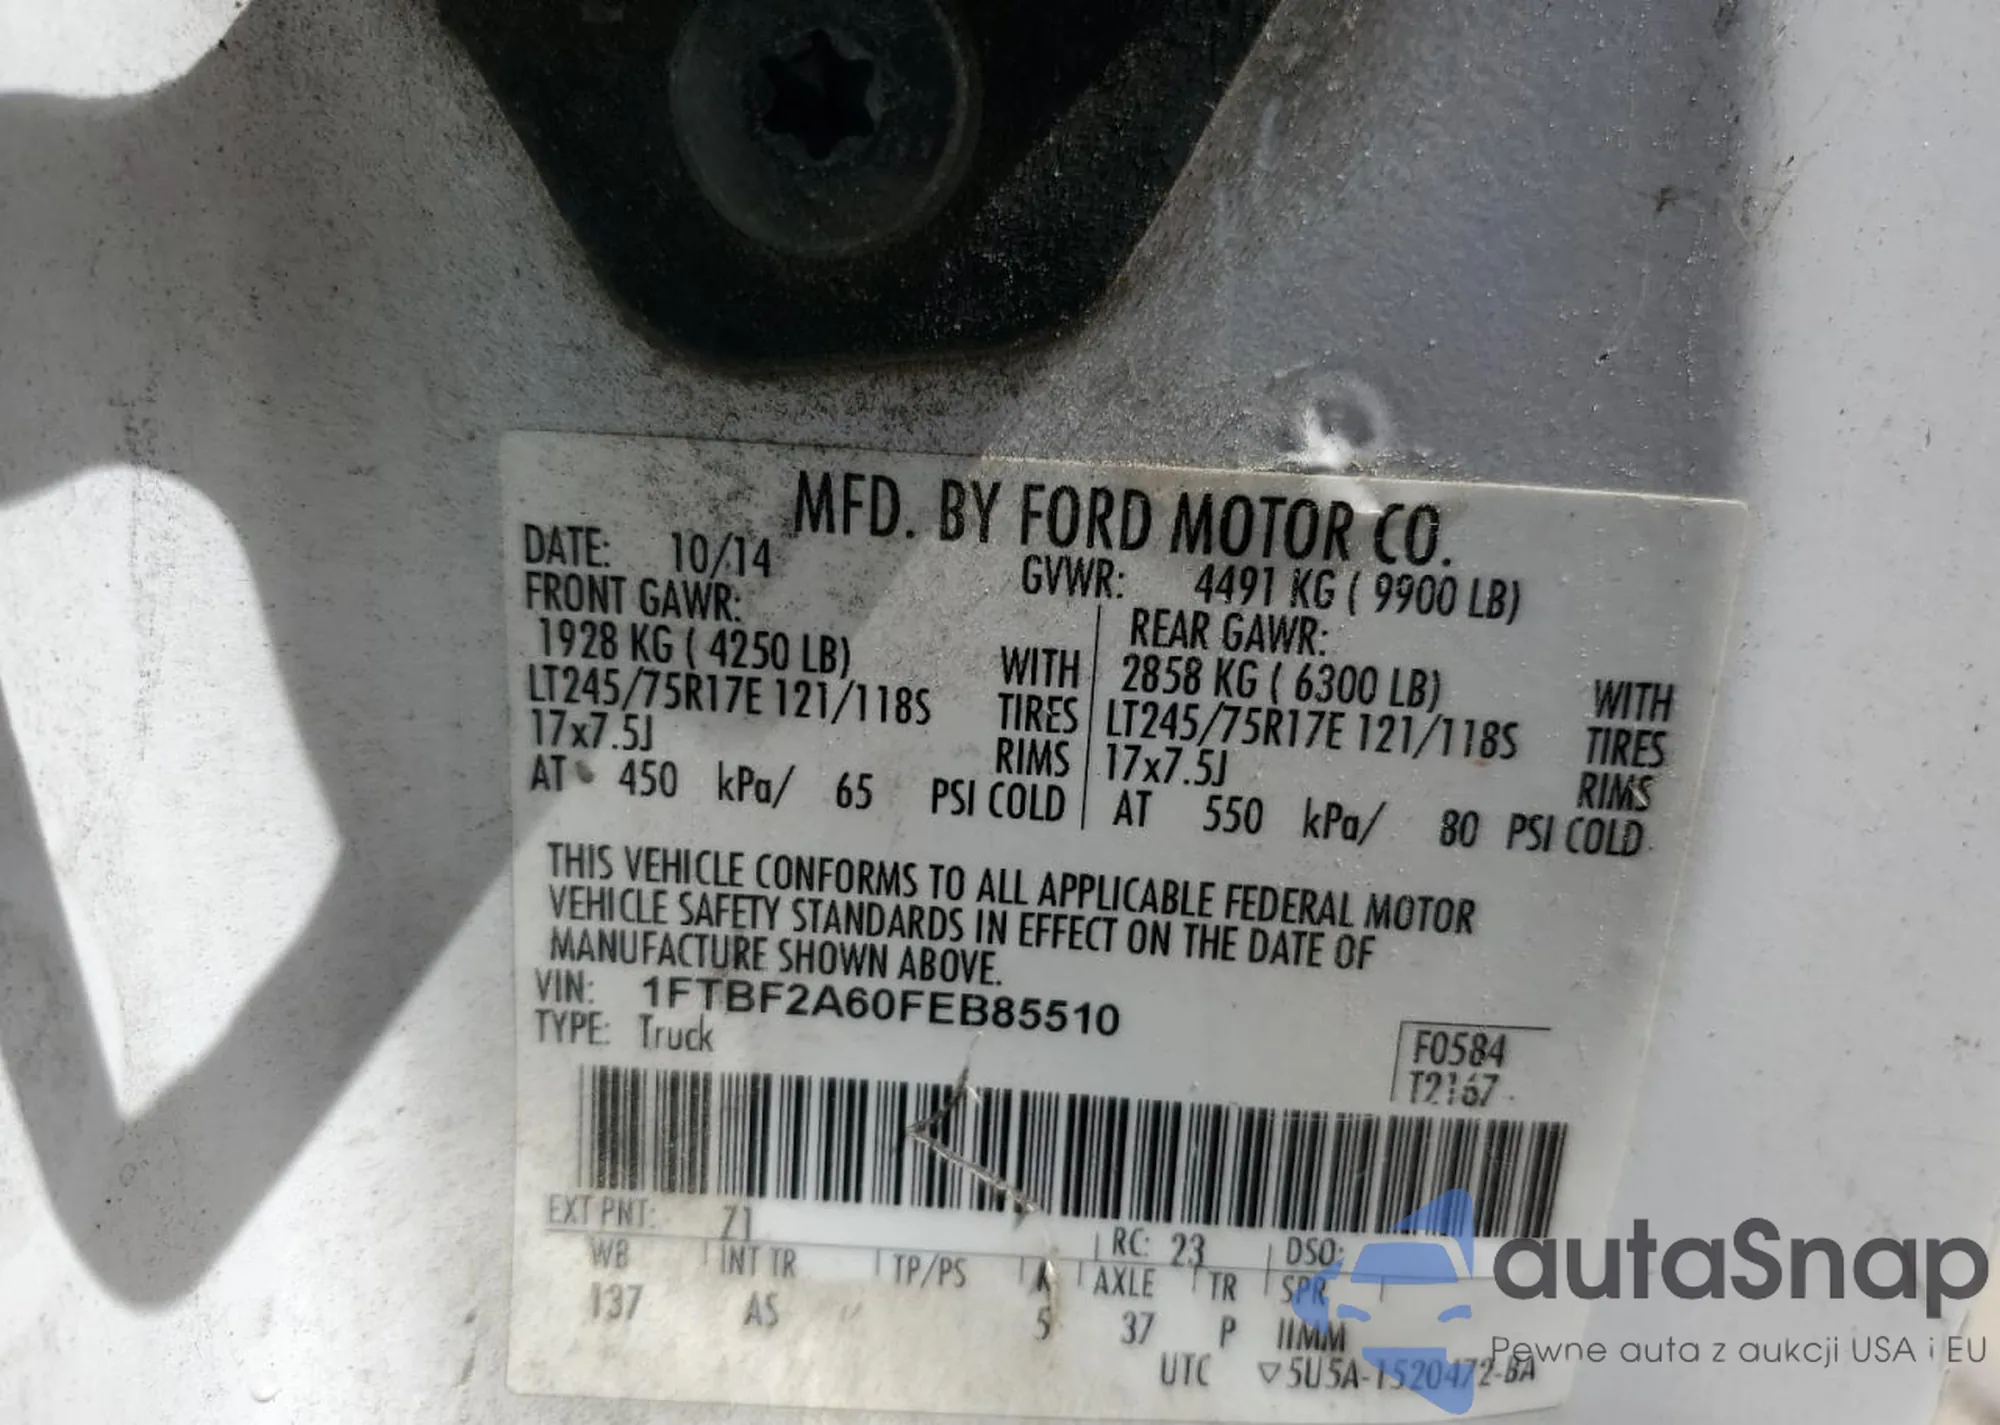 MFD. BY FORD MOTOR CO.
DATE: 10/14 GVWR: 4491 KG ( 9900 LB)
FRONT GAWR: REAR GAWR:
1928 KG ( 4250 LB) WITH 2858 KG ( 6300 LB) WITH
LT245/75R17E 121/118S TIRES LT245/75R17E 121/118S TIRES
17x7.5J RIMS 17x7.5J RIMS
AT 450 kPa/ 65 PSI COLD AT 550 kPa/ 80 PSI COLD
THIS VEHICLE CONFORMS TO ALL APPLICABLE FEDERAL MOTOR
VEHICLE SAFETY STANDARDS IN EFFECT ON THE DATE OF
MANUFACTURE SHOWN ABOVE.
VIN: 1FTBF2A60FEB85510
TYPE: Truck
F0584
T2167
EXT PNT: Z1 RC: 23 DSO:
WB INT TR TP/PS R AXLE TR SPR
137 AS 5 37 P IIMM
UTC ▽5U5A-1520472-BA
autoSnap
Pewne auta z aukcji USA i EU